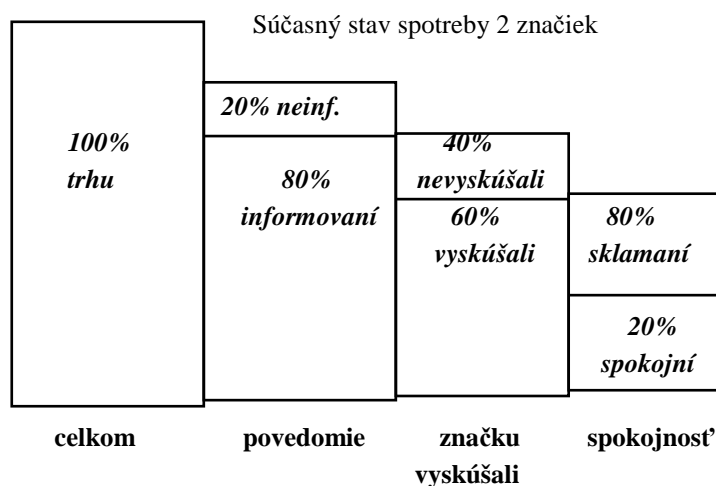 Súčasný stav spotreby 2 značiek
100%
trhu
20% neinf.
80%
informovaní
40%
nevyskúšali
60%
vyskúšali
80%
sklamaní
20%
spokojní
celkom
povedomie
značku
vyskúšali
spokojnosť